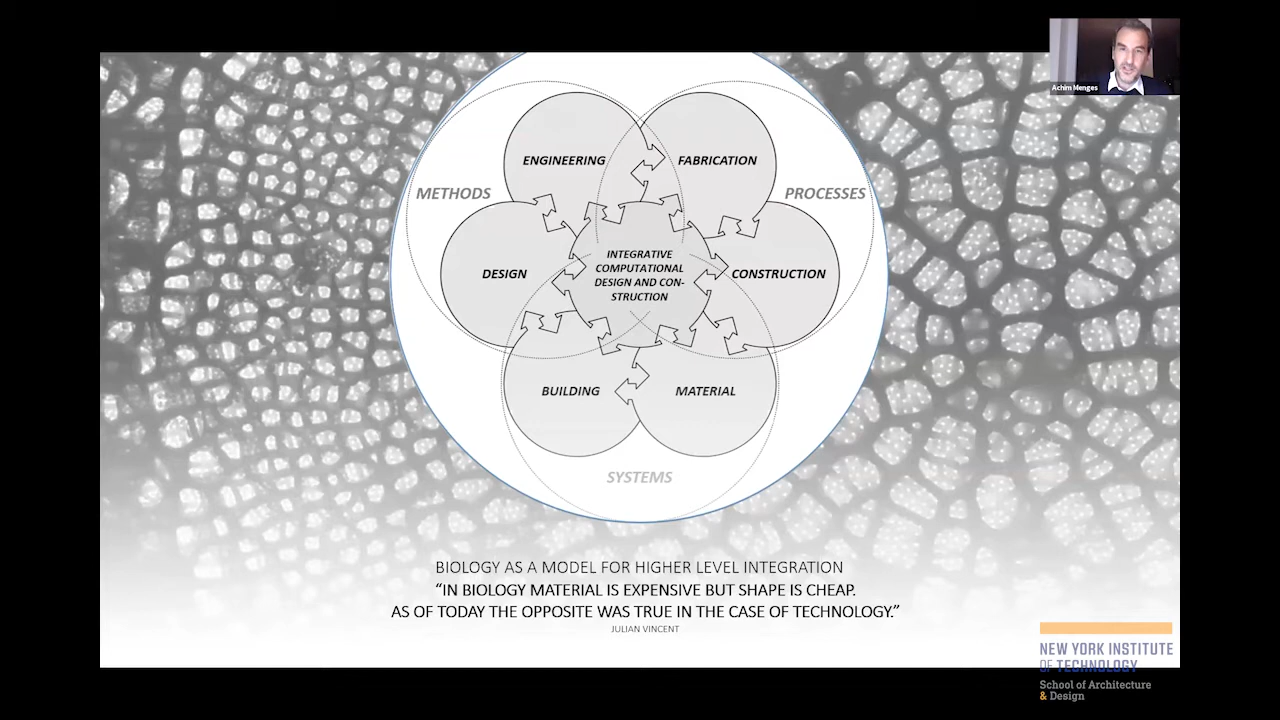 Achim Menges
ENGINEERING
FABRICATION
METHODS
PROCESSES
DESIGN
INTEGRATIVE
COMPUTATIONAL
DESIGN AND CON-
STRUCTION
CONSTRUCTION
BUILDING
MATERIAL
SYSTEMS
BIOLOGY AS A MODEL FOR HIGHER LEVEL INTEGRATION
“IN BIOLOGY MATERIAL IS EXPENSIVE BUT SHAPE IS CHEAP.
AS OF TODAY THE OPPOSITE WAS TRUE IN THE CASE OF TECHNOLOGY.”
JULIAN VINCENT
NEW YORK INSTITUTE
OF TECHNOLOGY
School of Architecture
& Design